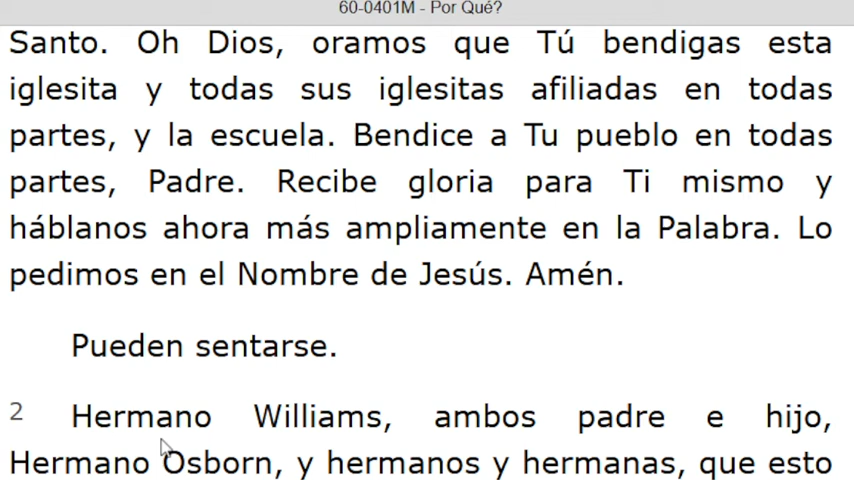 60-0401M - Por Qué?
Santo. Oh Dios, oramos que Tú bendigas esta
iglesita y todas sus iglesitas afiliadas en todas
partes, y la escuela. Bendice a Tu pueblo en todas
partes, Padre. Recibe gloria para Ti mismo y
háblanos ahora más ampliamente en la Palabra. Lo
pedimos en el Nombre de Jesús. Amén.
Pueden sentarse.
2 Hermano Williams, ambos padre e hijo,
Hermano Osborn, y hermanos y hermanas, que esto